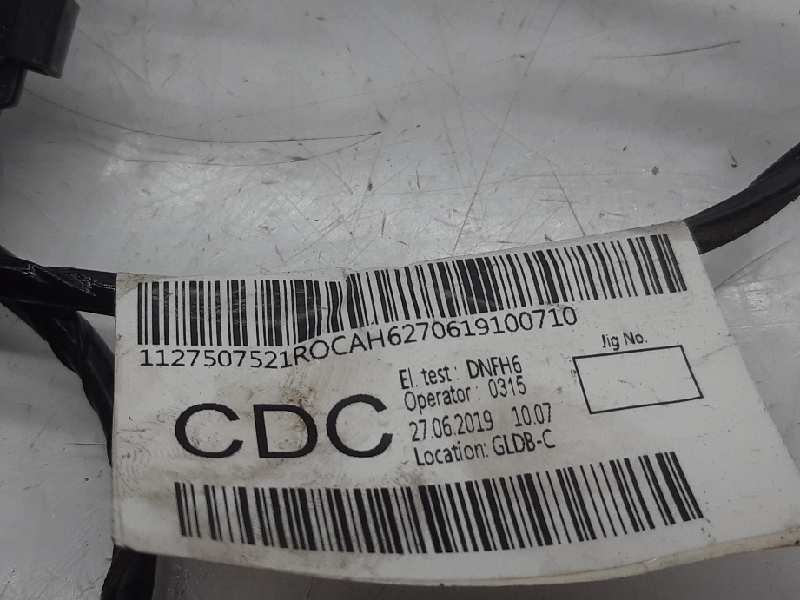 1127507521ROCAH6270619100710
CDC
El. test : DNFH6
Operator : 0315
27.06.2019 10.07
Location: GLDB-C
Jig No.